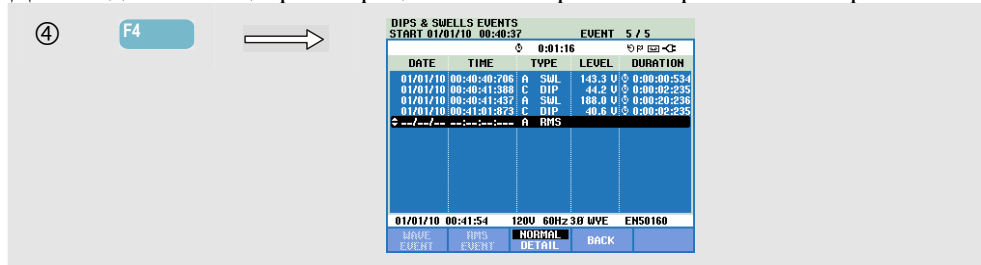 ④ F4
DIPS & SWELLS EVENTS
START 01/01/10 00:40:37 EVENT 5 / 5
0:01:16
DATE TIME TYPE LEVEL DURATION
01/01/10 00:40:40:706 A SWL 143.3 V 0:00:00:534
01/01/10 00:40:41:388 C DIP 44.2 V 0:00:02:235
01/01/10 00:40:41:437 A SWL 188.0 V 0:00:20:236
01/01/10 00:41:01:873 C DIP 40.6 V 0:00:02:235
--/--/-- --:--:--:--- A RMS
01/01/10 00:41:54 120V 60Hz 3Ø WYE EN50160
WAVE EVENT RMS EVENT NORMAL DETAIL BACK